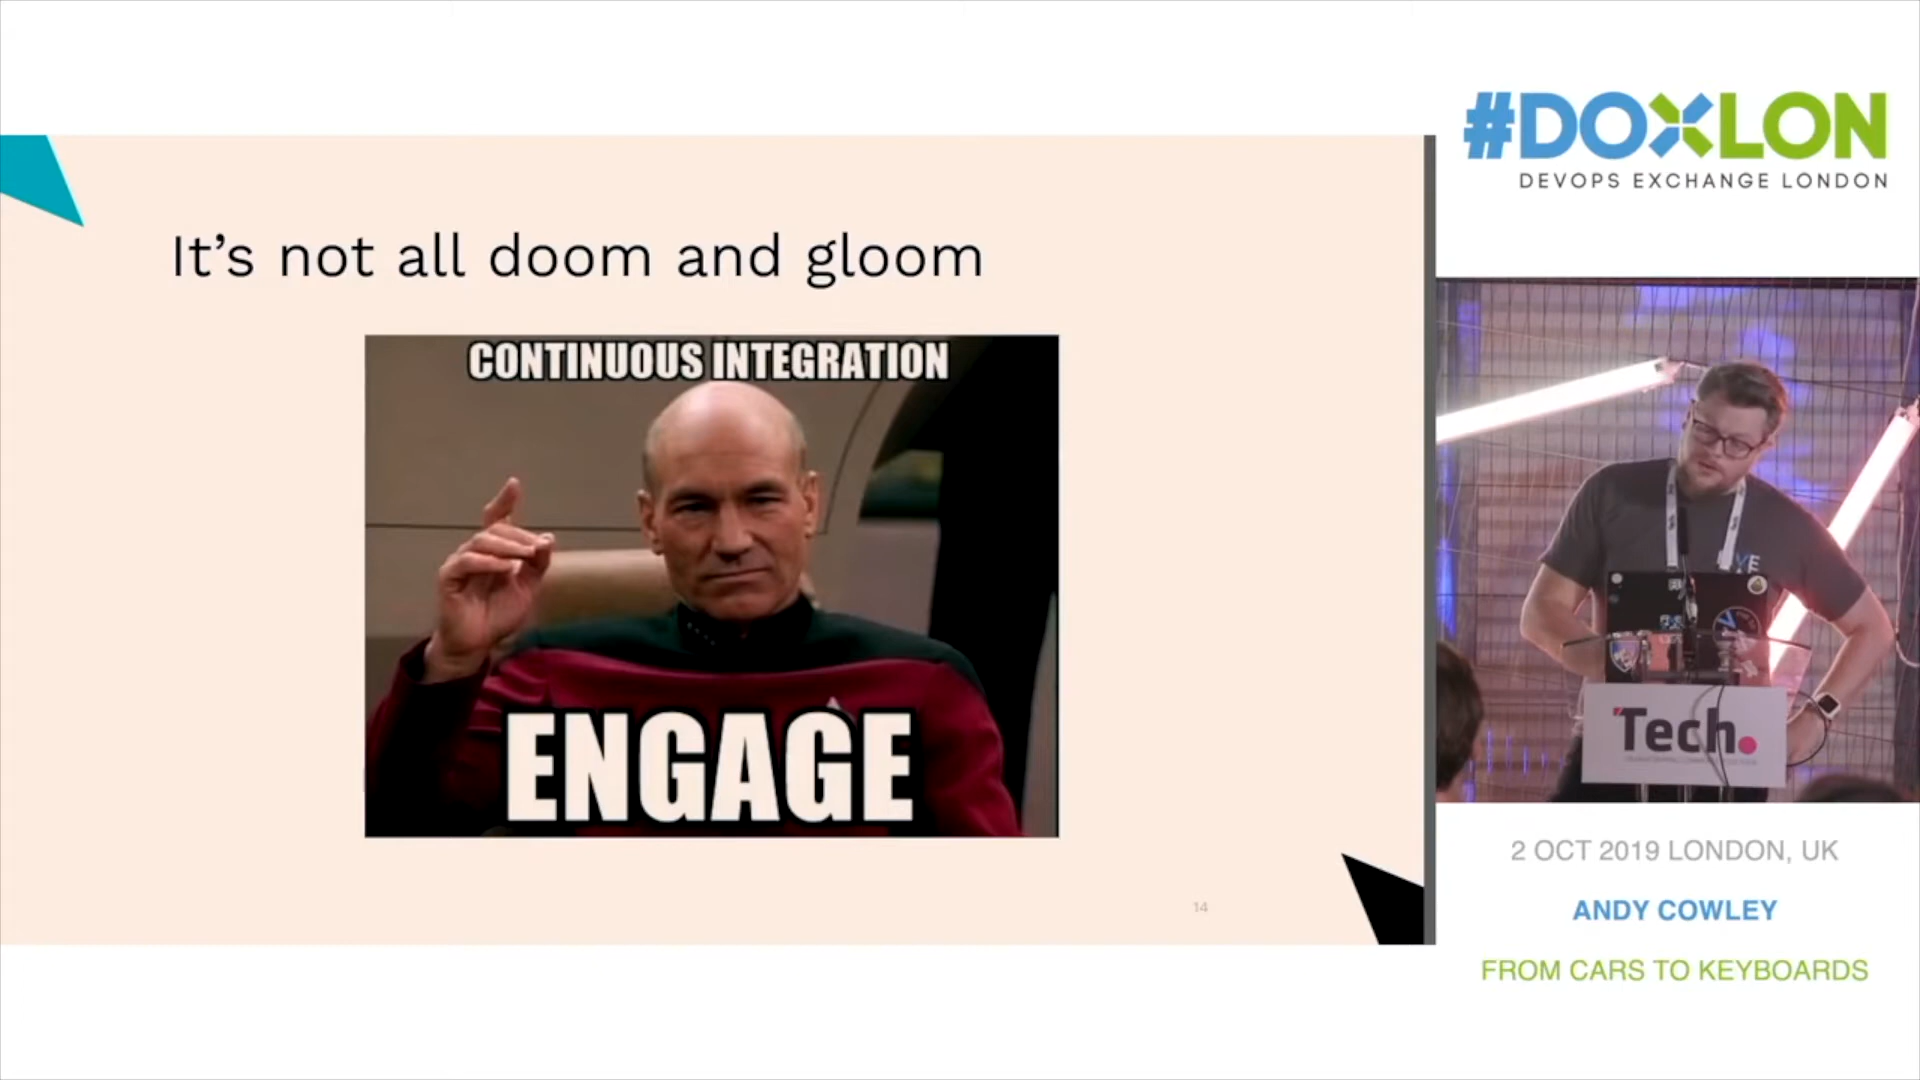 #DOXLON
DEVOPS EXCHANGE LONDON
It's not all doom and gloom
CONTINUOUS INTEGRATION
ENGAGE
14
Tech.
2 OCT 2019 LONDON, UK
ANDY COWLEY
FROM CARS TO KEYBOARDS